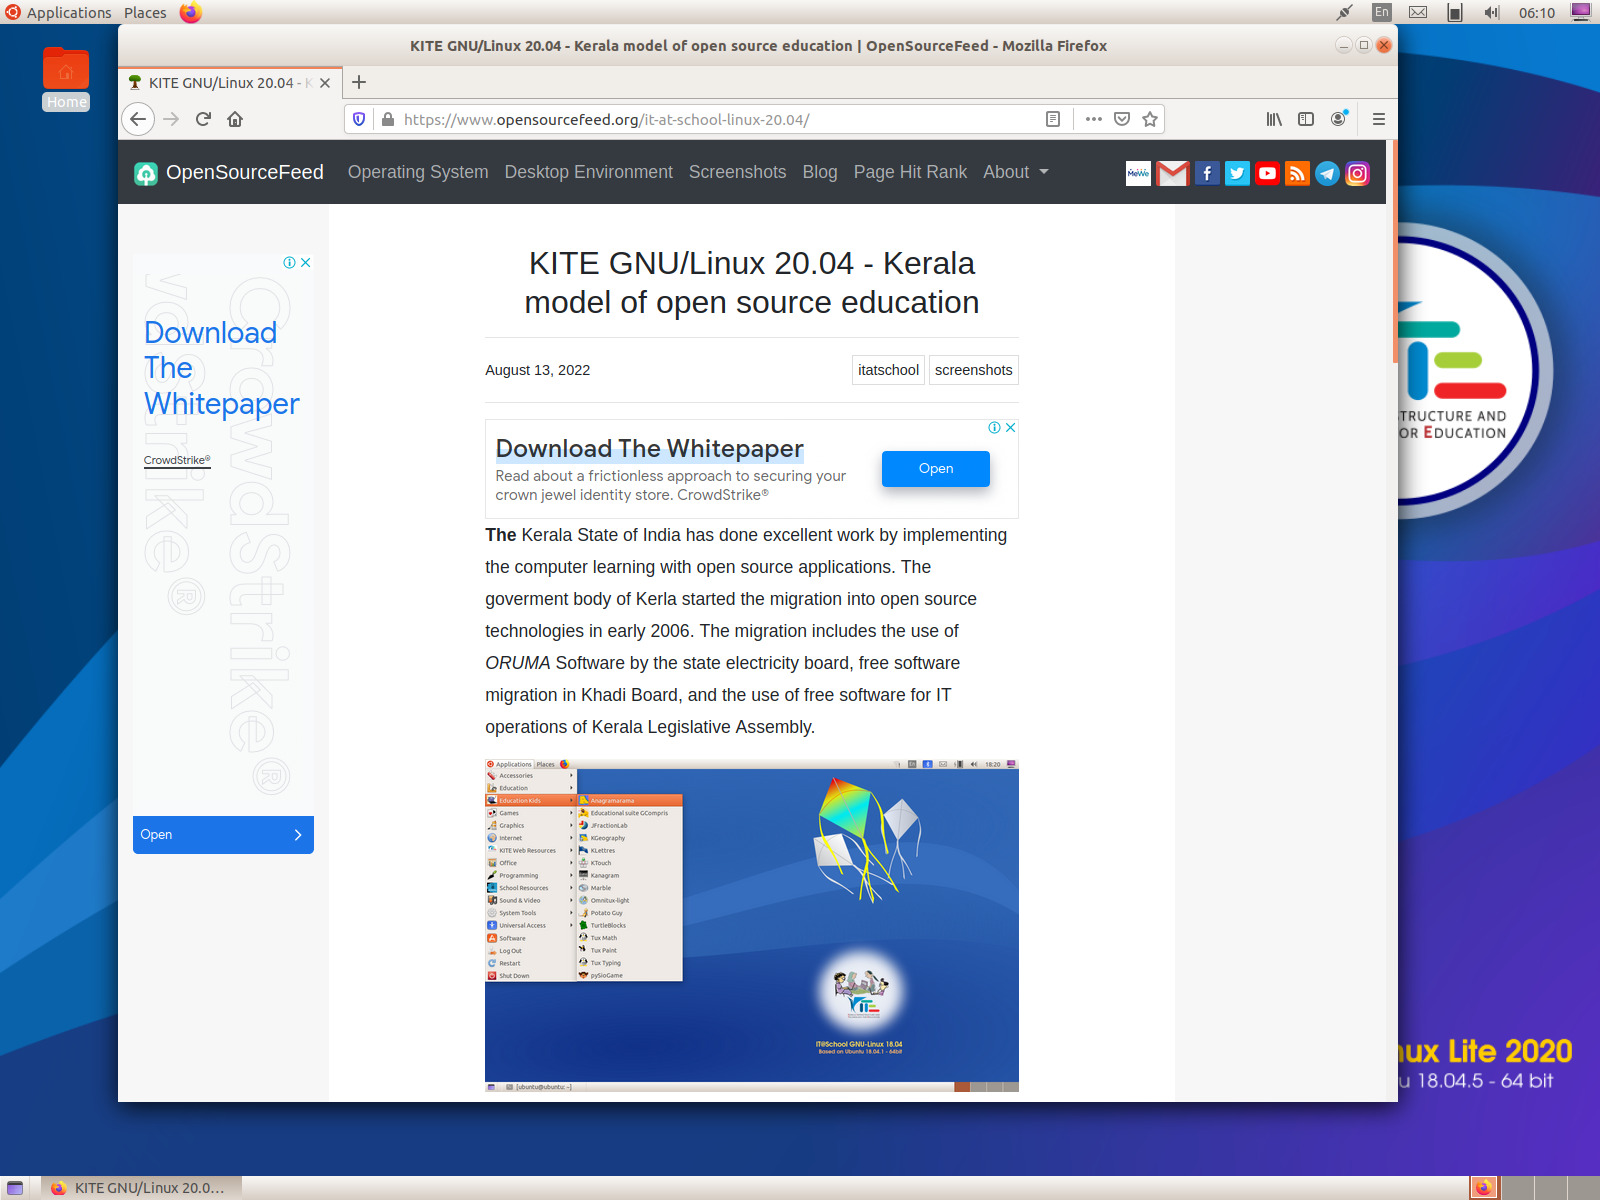 Applications Places
En
06:10
Home
KITE GNU/Linux 20.04 - Kerala model of open source education | OpenSourceFeed - Mozilla Firefox
KITE GNU/Linux 20.04 - K
https://www.opensourcefeed.org/it-at-school-linux-20.04/
OpenSourceFeed Operating System Desktop Environment Screenshots Blog Page Hit Rank About
MeWe
KITE GNU/Linux 20.04 - Kerala
model of open source education
August 13, 2022
itatschool screenshots
Download
The
Whitepaper
CrowdStrike®
CrowdStrike®
Open
Download The Whitepaper
Read about a frictionless approach to securing your
crown jewel identity store. CrowdStrike®
Open
The Kerala State of India has done excellent work by implementing
the computer learning with open source applications. The
goverment body of Kerla started the migration into open source
technologies in early 2006. The migration includes the use of
ORUMA Software by the state electricity board, free software
migration in Khadi Board, and the use of free software for IT
operations of Kerala Legislative Assembly.
Applications Places
En
18:20
Accessories
Education
Education Kids
Games
Graphics
Internet
KITE Web Resources
Office
Programming
School Resources
Sound & Video
System Tools
Universal Access
Software
Log Out
Restart
Shut Down
Anagramarama
Educational suite GCompris
JFractionLab
KGeography
KLettres
KTouch
Kanagram
Marble
Omnitux-light
Potato Guy
TurtleBlocks
Tux Math
Tux Paint
Tux Typing
pySioGame
IT@School GNU-Linux 18.04
Based on Ubuntu 18.04.1 - 64bit
[ubuntu@ubuntu: ~]
STRUCTURE AND
OR EDUCATION
nux Lite 2020
u 18.04.5 - 64 bit
KITE GNU/Linux 20.0...